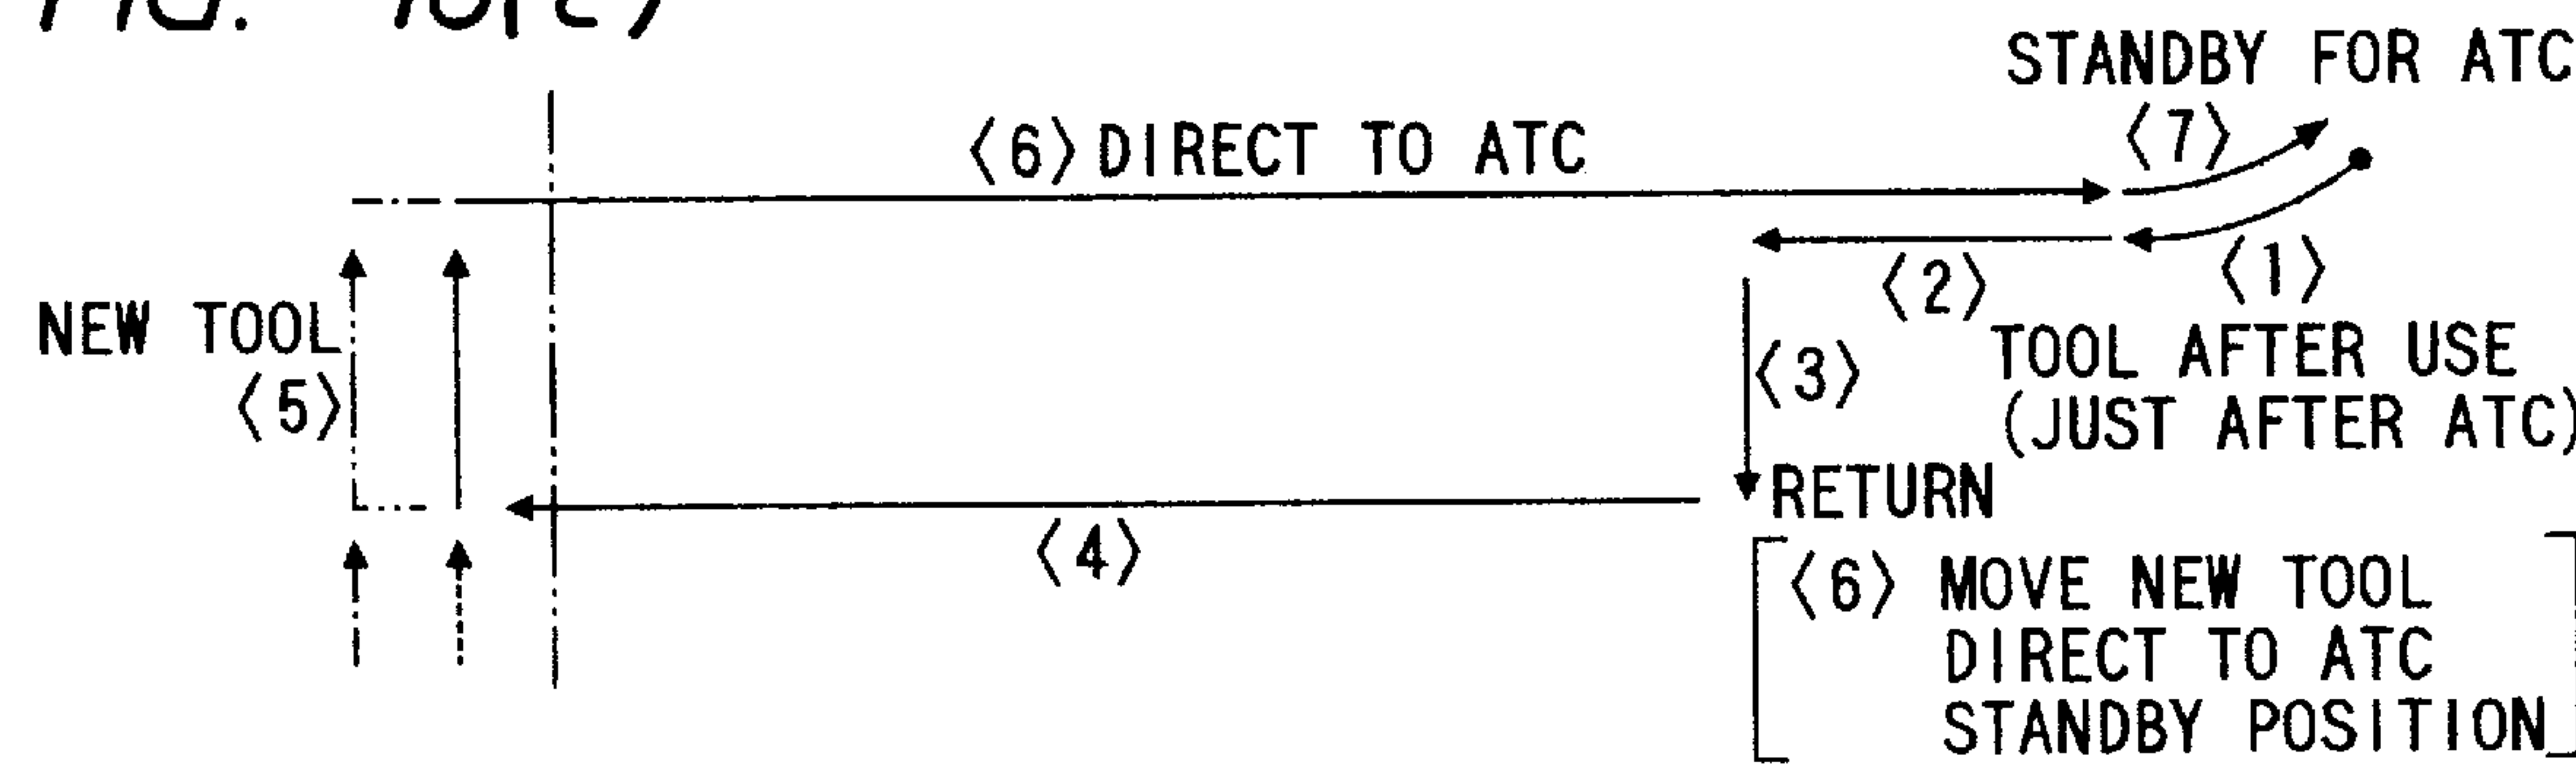 FIG.
STANDBY FOR ATC
〈7〉
〈6〉DIRECT TO ATC
〈1〉
〈2〉
NEW TOOL
〈5〉
〈3〉
TOOL AFTER USE
(JUST AFTER ATC)
RETURN
〈4〉
〈6〉 MOVE NEW TOOL
DIRECT TO ATC
STANDBY POSITION